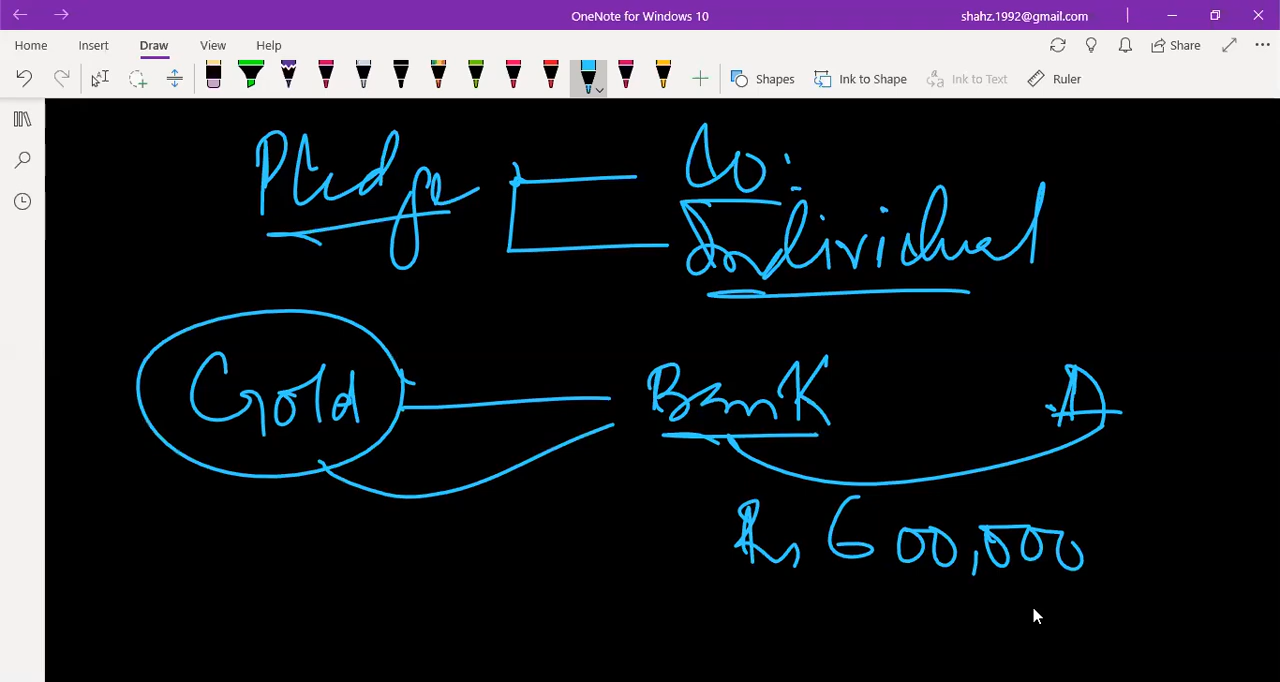 OneNote for Windows 10
shahz.1992@gmail.com
Home Insert Draw View Help
Share
Shapes Ink to Shape Ink to Text Ruler
Pledge Co:
Individual
Gold Bank A
Rs 600,000